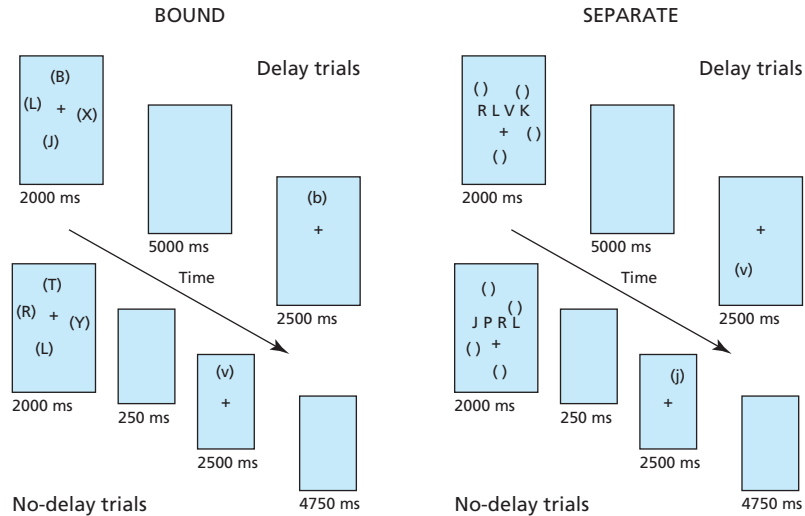 BOUND
Delay trials
(B)
(L) + (X)
(J)
2000 ms
5000 ms
(b)
+
2500 ms
Time
(T)
(R) + (Y)
(L)
2000 ms
250 ms
(v)
+
2500 ms
4750 ms
No-delay trials
SEPARATE
Delay trials
( ) ( )
R L V K
+ ( )
( )
2000 ms
5000 ms
+
(v)
2500 ms
Time
( )
( )
J P R L
( ) +
( )
2000 ms
250 ms
(j)
+
2500 ms
4750 ms
No-delay trials